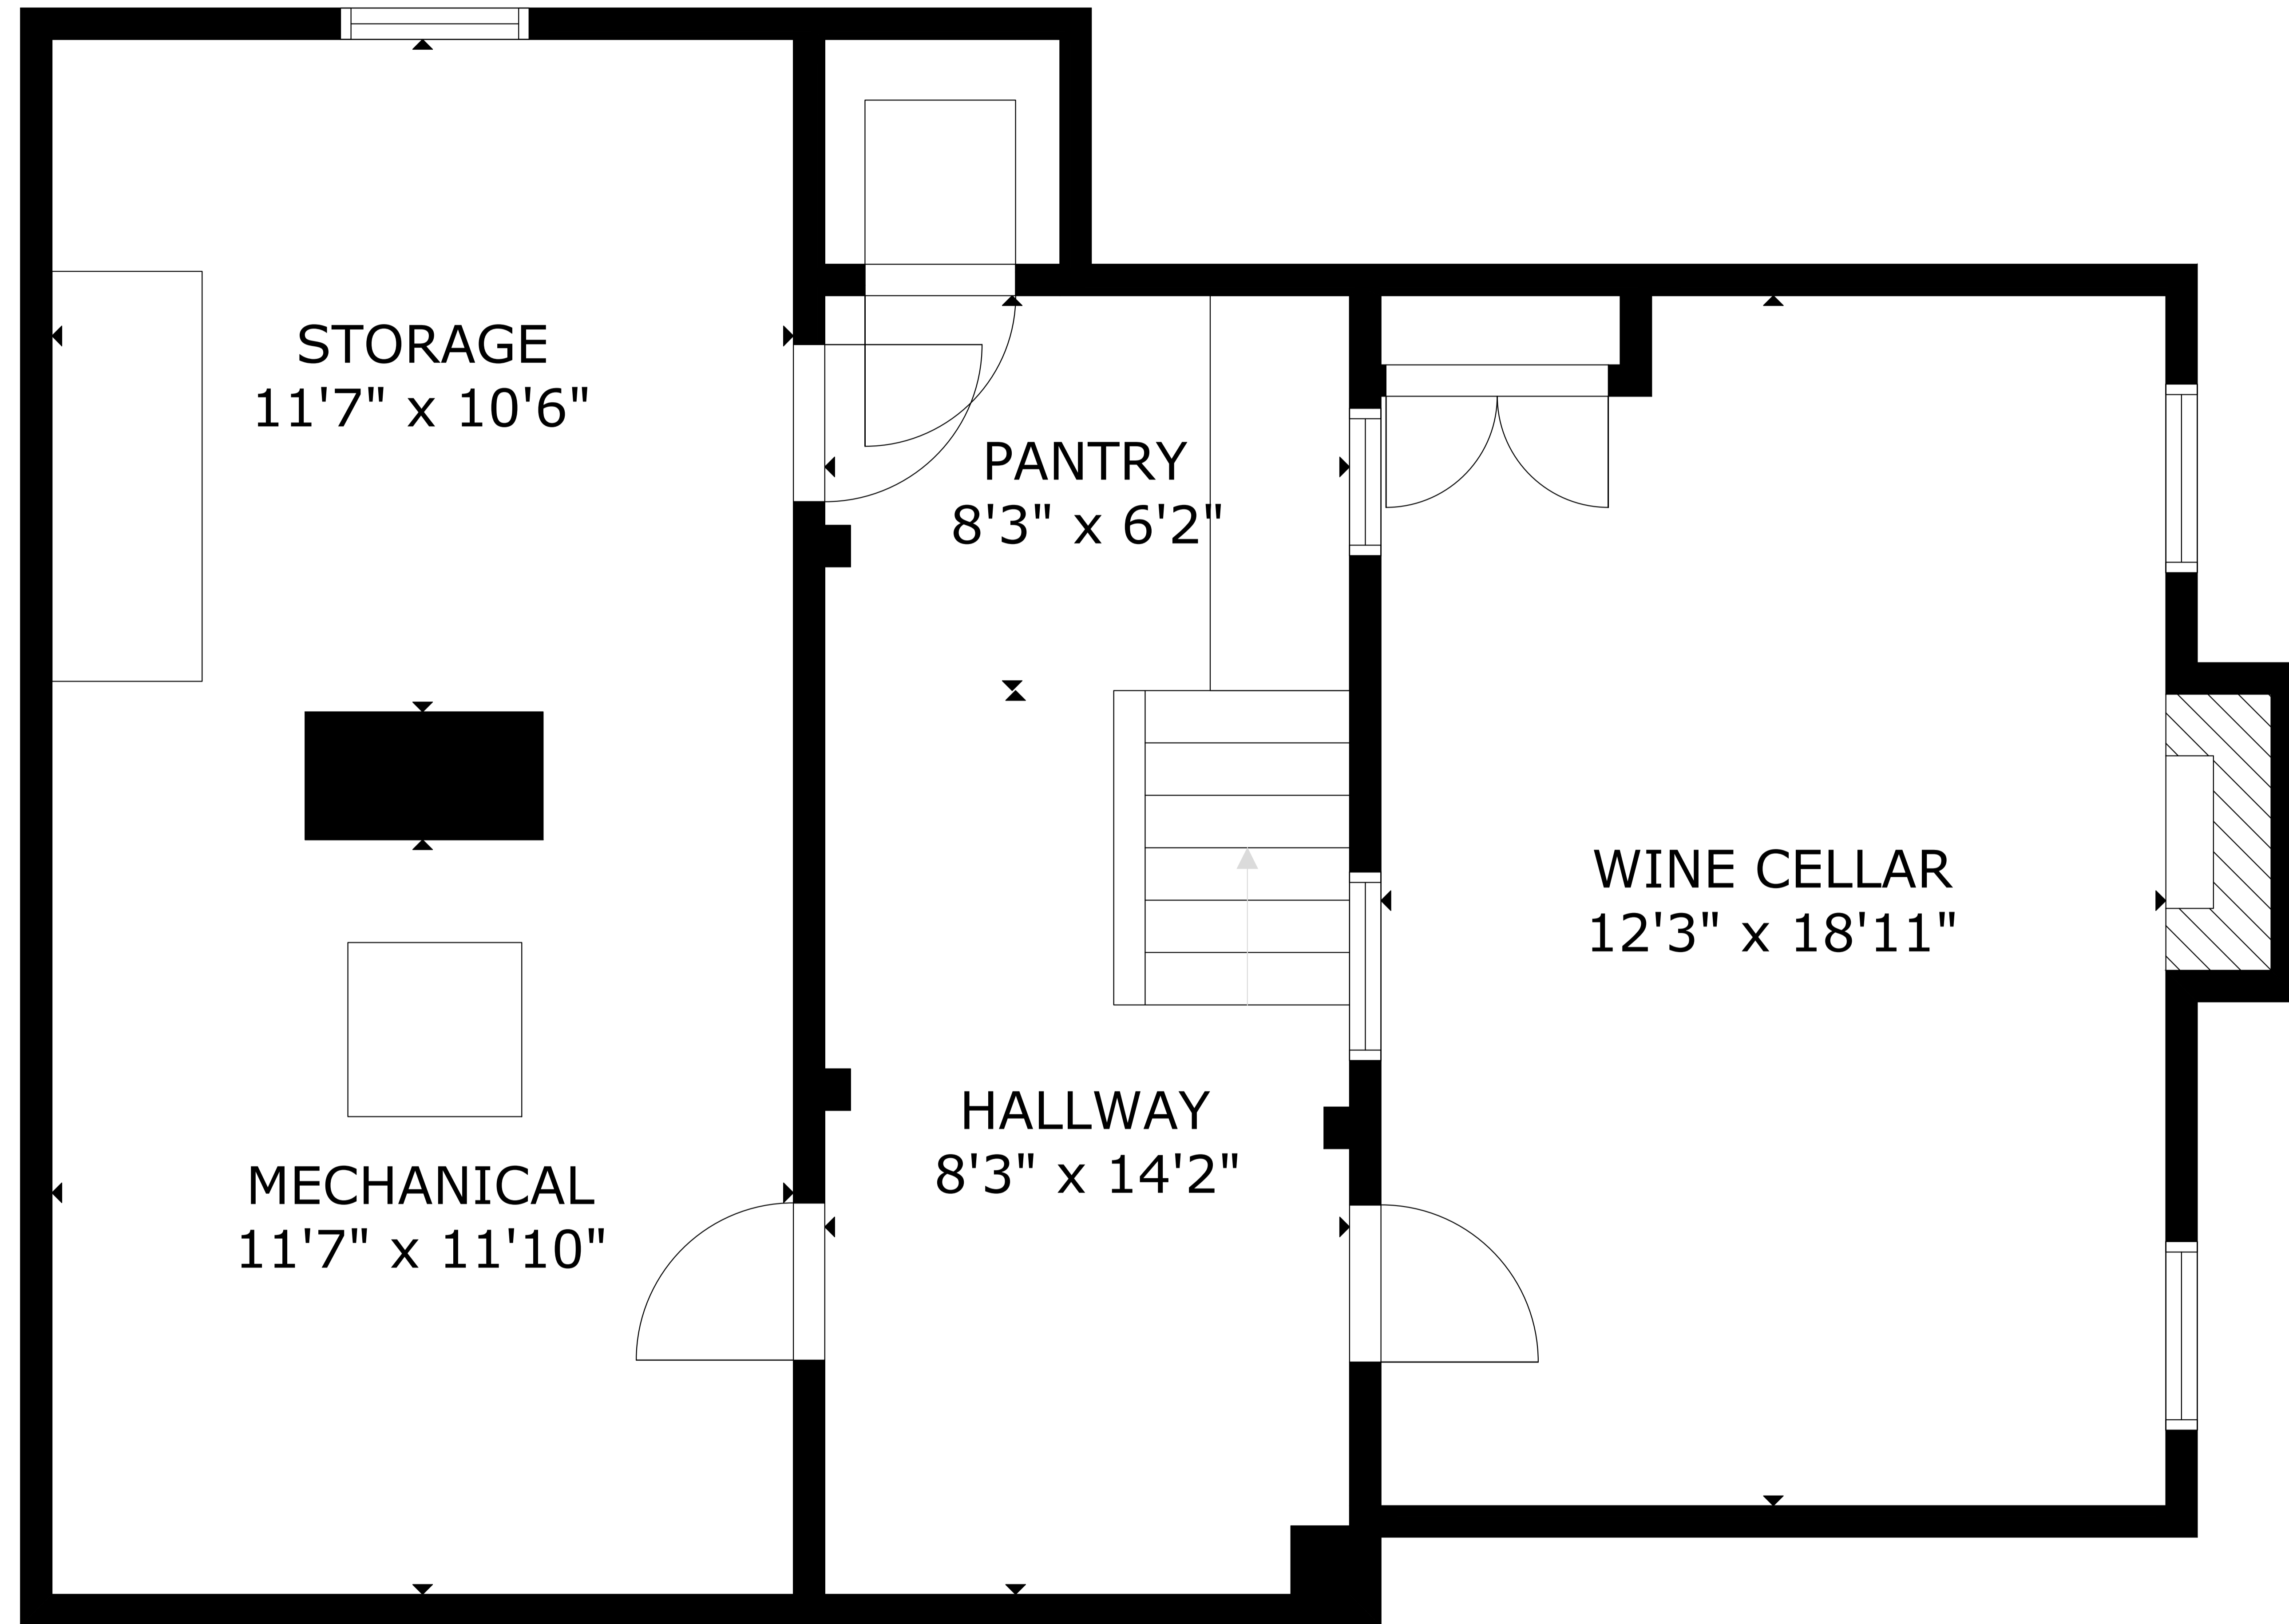 STORAGE
11'7" x 10'6"
PANTRY
8'3" x 6'2"
WINE CELLAR
12'3" x 18'11"
HALLWAY
8'3" x 14'2"
MECHANICAL
11'7" x 11'10"